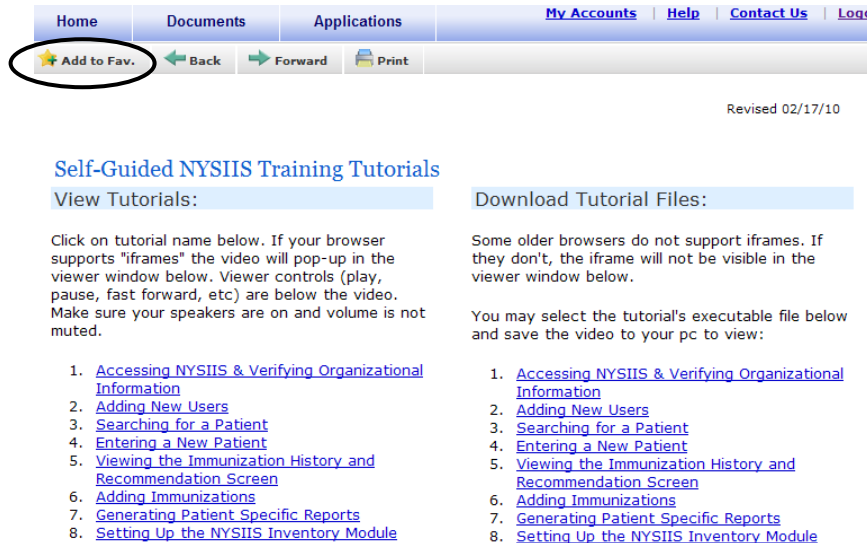 Home Documents Applications My Accounts | Help | Contact Us |
Add to Fav. Back Forward Print
Revised 02/17/10
Self-Guided NYSIIS Training Tutorials
View Tutorials:
Click on tutorial name below. If your browser
supports "iframes" the video will pop-up in the
viewer window below. Viewer controls (play,
pause, fast forward, etc) are below the video.
Make sure your speakers are on and volume is not
muted.
1. Accessing NYSIIS & Verifying Organizational
Information
2. Adding New Users
3. Searching for a Patient
4. Entering a New Patient
5. Viewing the Immunization History and
Recommendation Screen
6. Adding Immunizations
7. Generating Patient Specific Reports
8. Setting Up the NYSIIS Inventory Module
Download Tutorial Files:
Some older browsers do not support iframes. If
they don't, the iframe will not be visible in the
viewer window below.
You may select the tutorial's executable file below
and save the video to your pc to view:
1. Accessing NYSIIS & Verifying Organizational
Information
2. Adding New Users
3. Searching for a Patient
4. Entering a New Patient
5. Viewing the Immunization History and
Recommendation Screen
6. Adding Immunizations
7. Generating Patient Specific Reports
8. Setting Up the NYSIIS Inventory Module